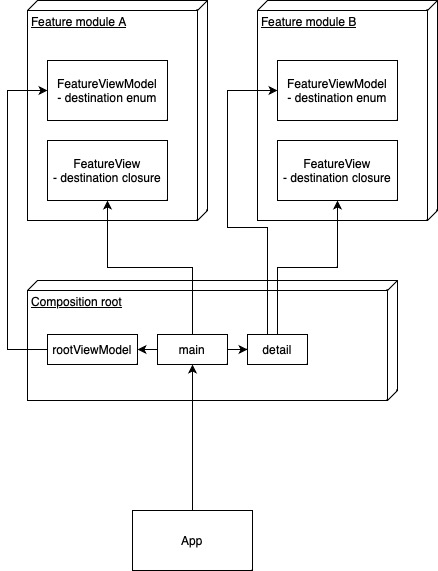 Feature module A
FeatureViewModel
- destination enum
FeatureView
- destination closure
Feature module B
FeatureViewModel
- destination enum
FeatureView
- destination closure
Composition root
rootViewModel
main
detail
App